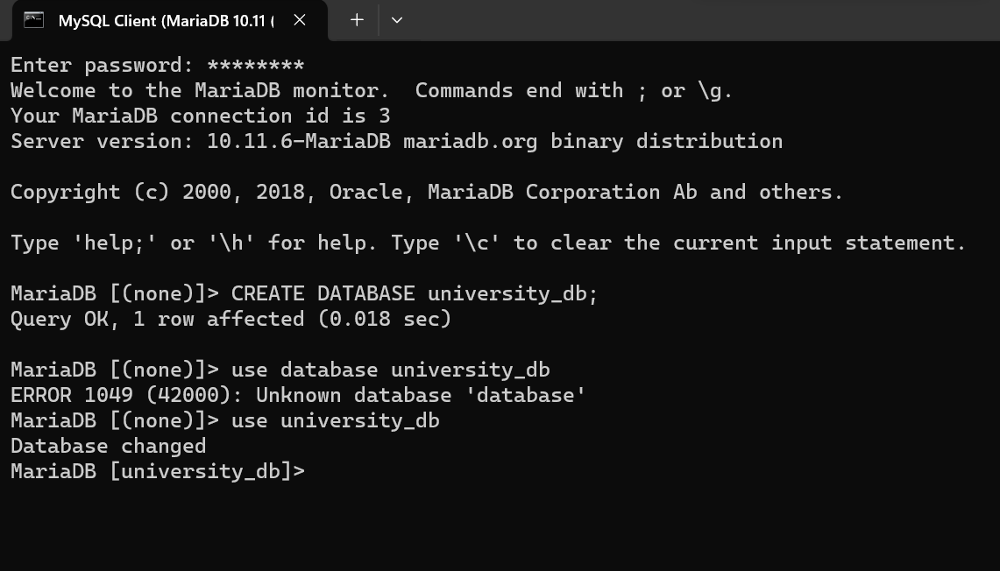 MySQL Client (MariaDB 10.11 (
Enter password: ********
Welcome to the MariaDB monitor.  Commands end with ; or \g.
Your MariaDB connection id is 3
Server version: 10.11.6-MariaDB mariadb.org binary distribution
Copyright (c) 2000, 2018, Oracle, MariaDB Corporation Ab and others.
Type 'help;' or '\h' for help. Type '\c' to clear the current input statement.
MariaDB [(none)]> CREATE DATABASE university_db;
Query OK, 1 row affected (0.018 sec)
MariaDB [(none)]> use database university_db
ERROR 1049 (42000): Unknown database 'database'
MariaDB [(none)]> use university_db
Database changed
MariaDB [university_db]>